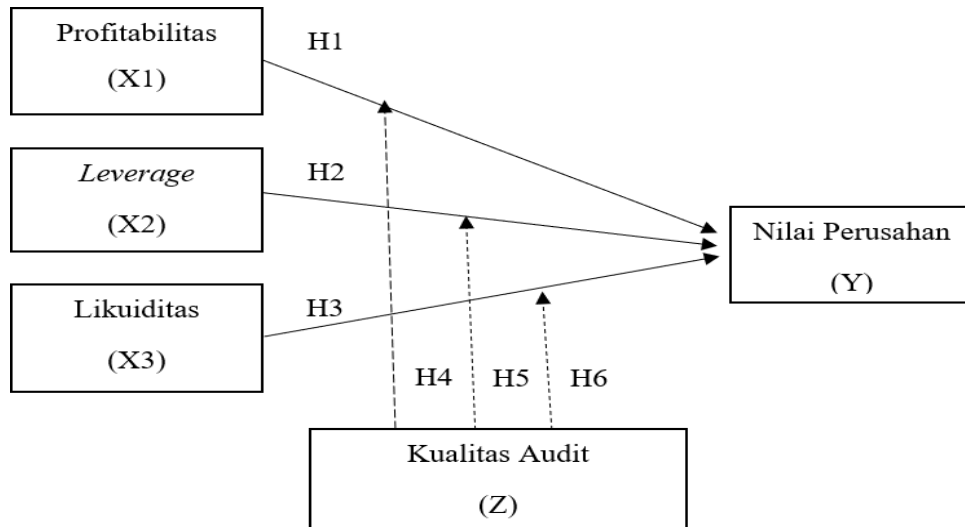 Profitabilitas
(X1)
H1
Leverage
(X2)
H2
Nilai Perusahan
(Y)
Likuiditas
(X3)
H3
H4
H5
H6
Kualitas Audit
(Z)